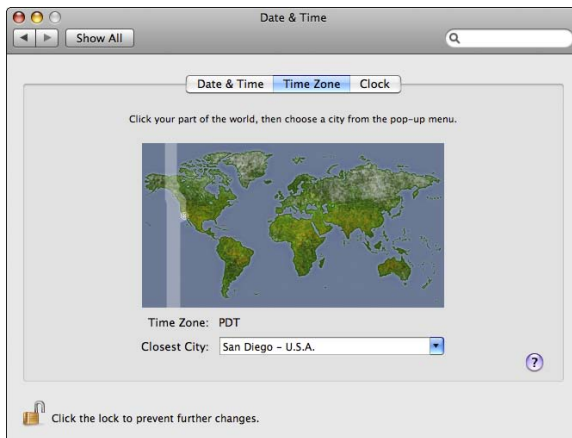 Date & Time
Show All
Date & Time Time Zone Clock
Click your part of the world, then choose a city from the pop-up menu.
Time Zone: PDT
Closest City: San Diego - U.S.A.
?
Click the lock to prevent further changes.